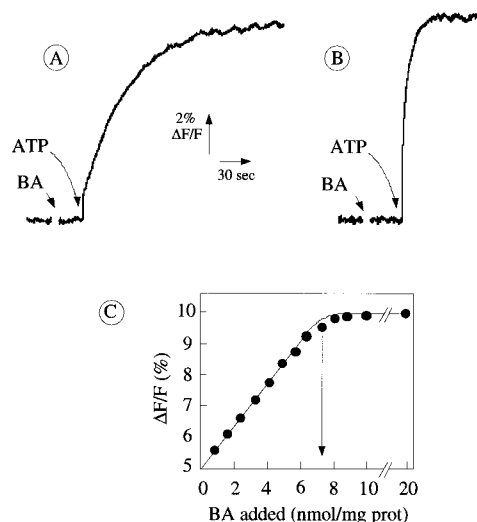 A
B
2%
ΔF/F
30 sec
ATP
BA
ATP
BA
C
ΔF/F (%)
10
9
8
7
6
5
0 2 4 6 8 10 20
BA added (nmol/mg prot)